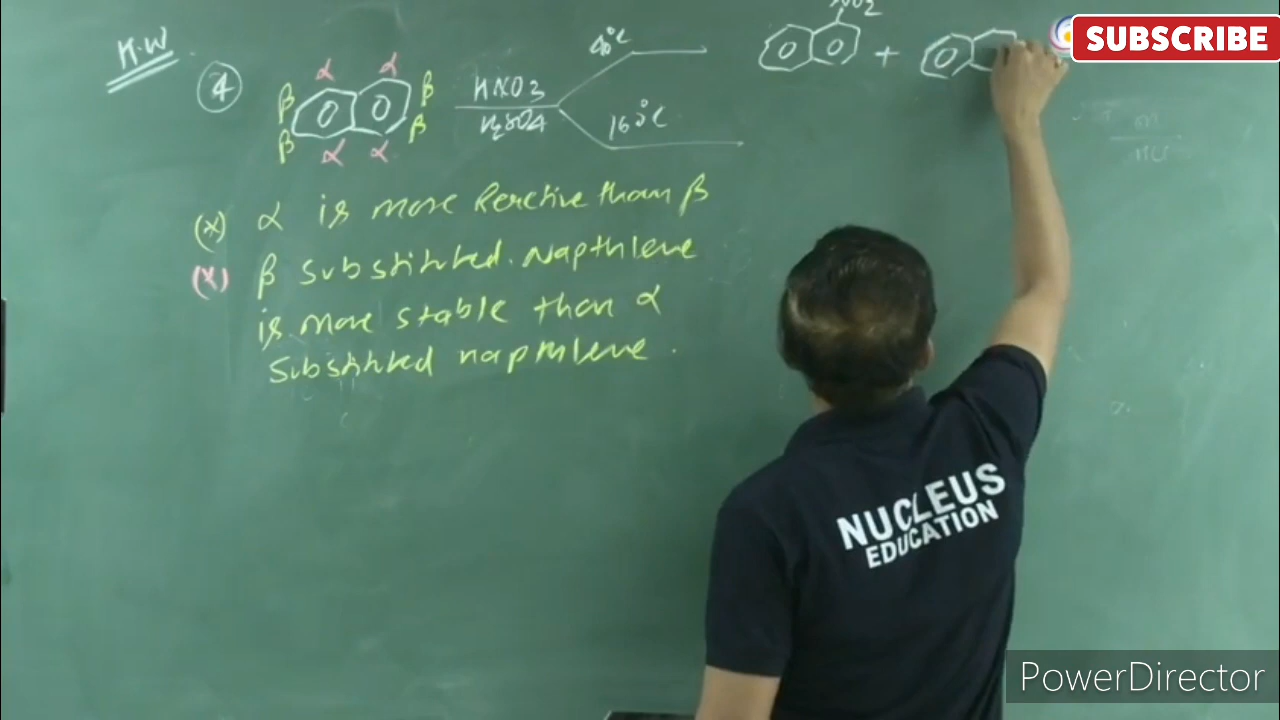 NO2
SUBSCRIBE
H.W
4
α α
β β
β β
α α
HNO3
H2SO4
160°C
+
(x) α is more Reactive than β
(x) β substituted. Napthlene
is more stable than α
substituted napthlene.
NUCLEUS
EDUCATION
PowerDirector